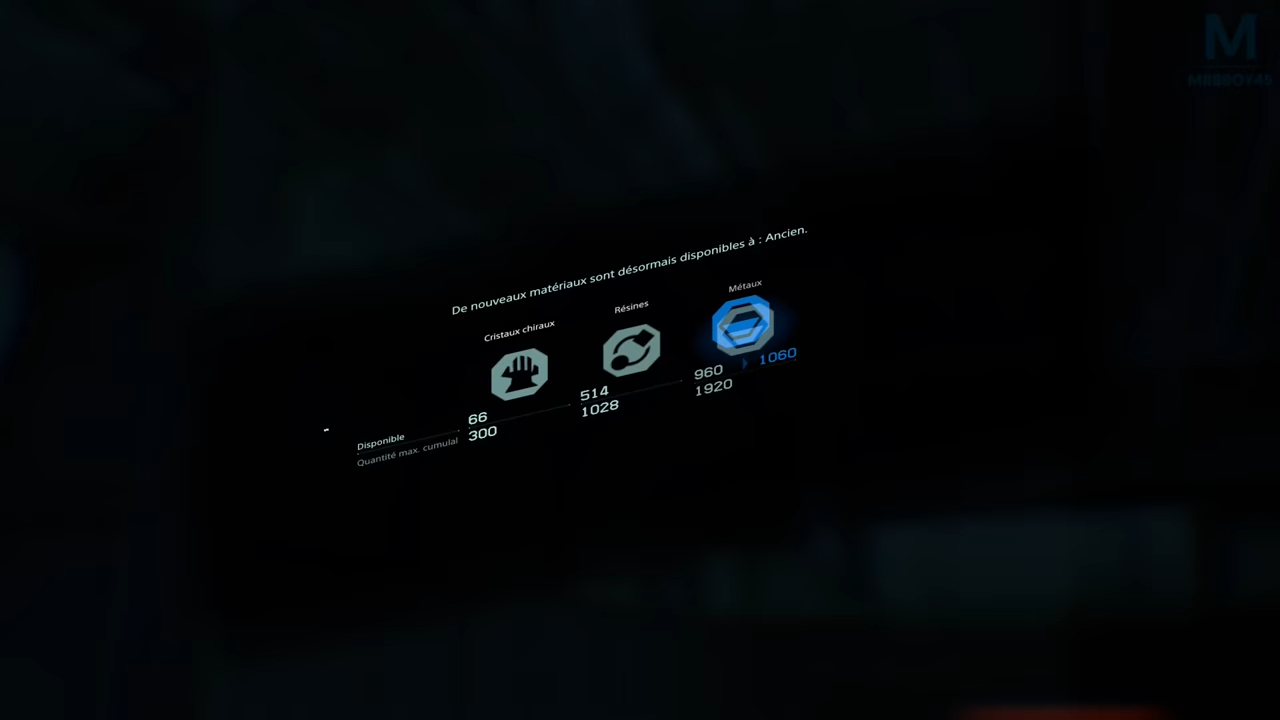 M
De nouveaux matériaux sont désormais disponibles à : Ancien.
Cristaux chiraux
Résines
Métaux
Disponible
66
514
960
1060
Quantité max. cumulal
300
1028
1920